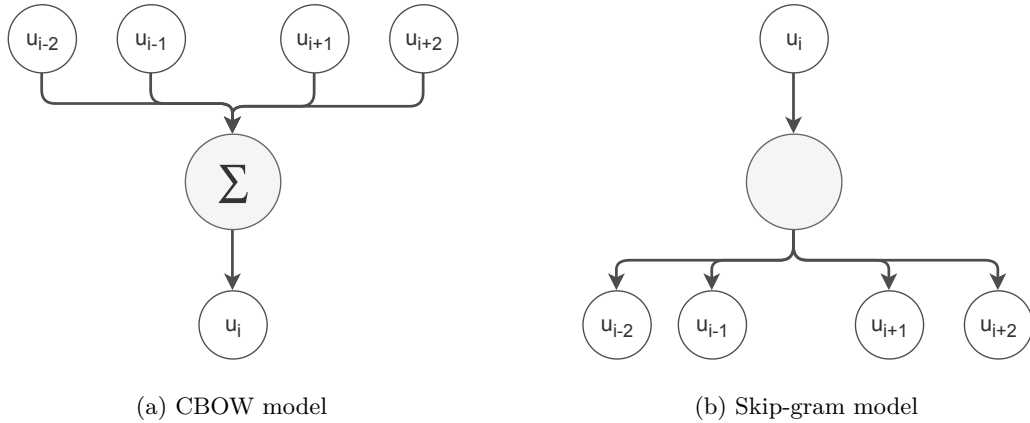 u_{i-2} u_{i-1} u_{i+1} u_{i+2}
Σ
u_i
(a) CBOW model
u_i
u_{i-2} u_{i-1} u_{i+1} u_{i+2}
(b) Skip-gram model